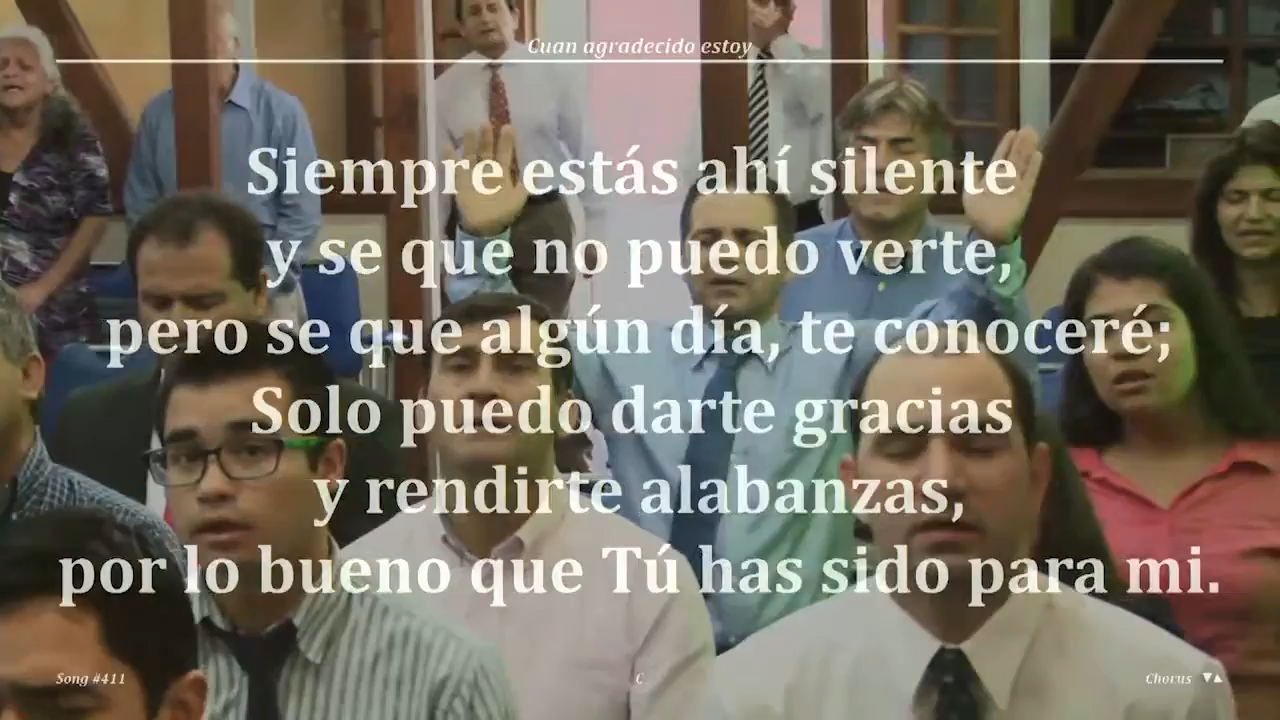 Cuan agradecido estoy
Siempre estás ahí silente
y se que no puedo verte,
pero se que algún día, te conoceré;
Solo puedo darte gracias
y rendirte alabanzas,
por lo bueno que Tú has sido para mi.
Song #411
C
Chorus ▼▲